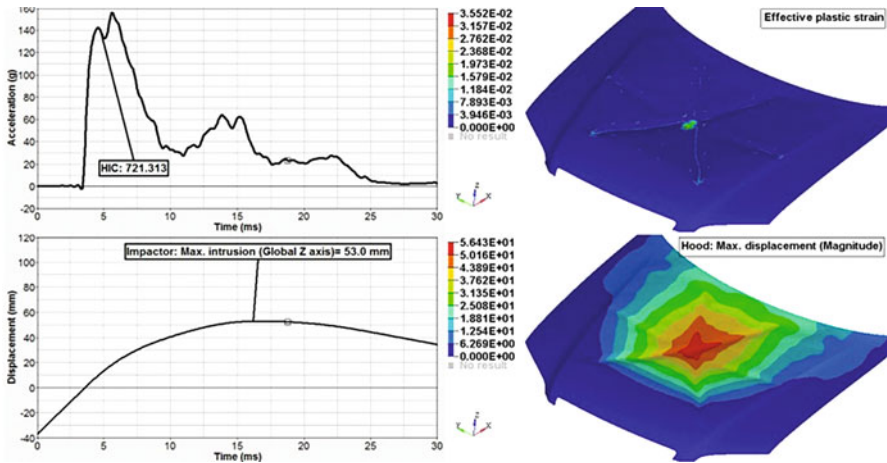 160
140
120
100
80
60
40
20
0
-20
Acceleration (g)
HIC: 721.313
0 5 10 15 20 25 30
Time (ms)
3.552E-02
3.157E-02
2.762E-02
2.368E-02
1.973E-02
1.579E-02
1.184E-02
7.893E-03
3.946E-03
0.000E+00
No result
Z
Y X
Effective plastic strain
120
100
80
60
40
20
0
-20
-40
Displacement (mm)
Impactor: Max. intrusion (Global Z axis)= 53.0 mm
0 5 10 15 20 25 30
Time (ms)
5.643E+01
5.016E+01
4.389E+01
3.762E+01
3.135E+01
2.508E+01
1.881E+01
1.254E+01
6.269E+00
0.000E+00
No result
Z
Y X
Hood: Max. displacement (Magnitude)